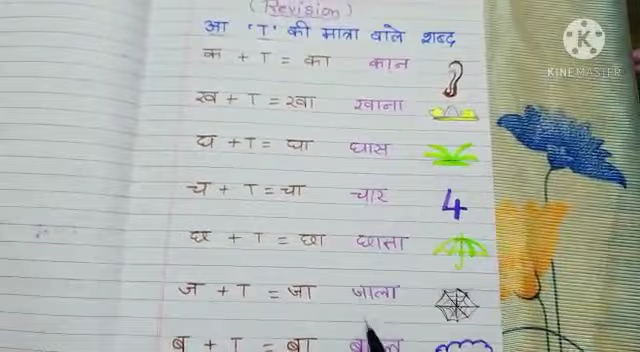 (Revision)
आ 'ा' की मात्रा वाले शब्द
क + ा = का कान
ख + ा = खा खाना
घ + ा = घा घास
च + ा = चा चार 4
छ + ा = छा छाता
ज + ा = जा जाला
ब + ा = बा
KINEMASTER